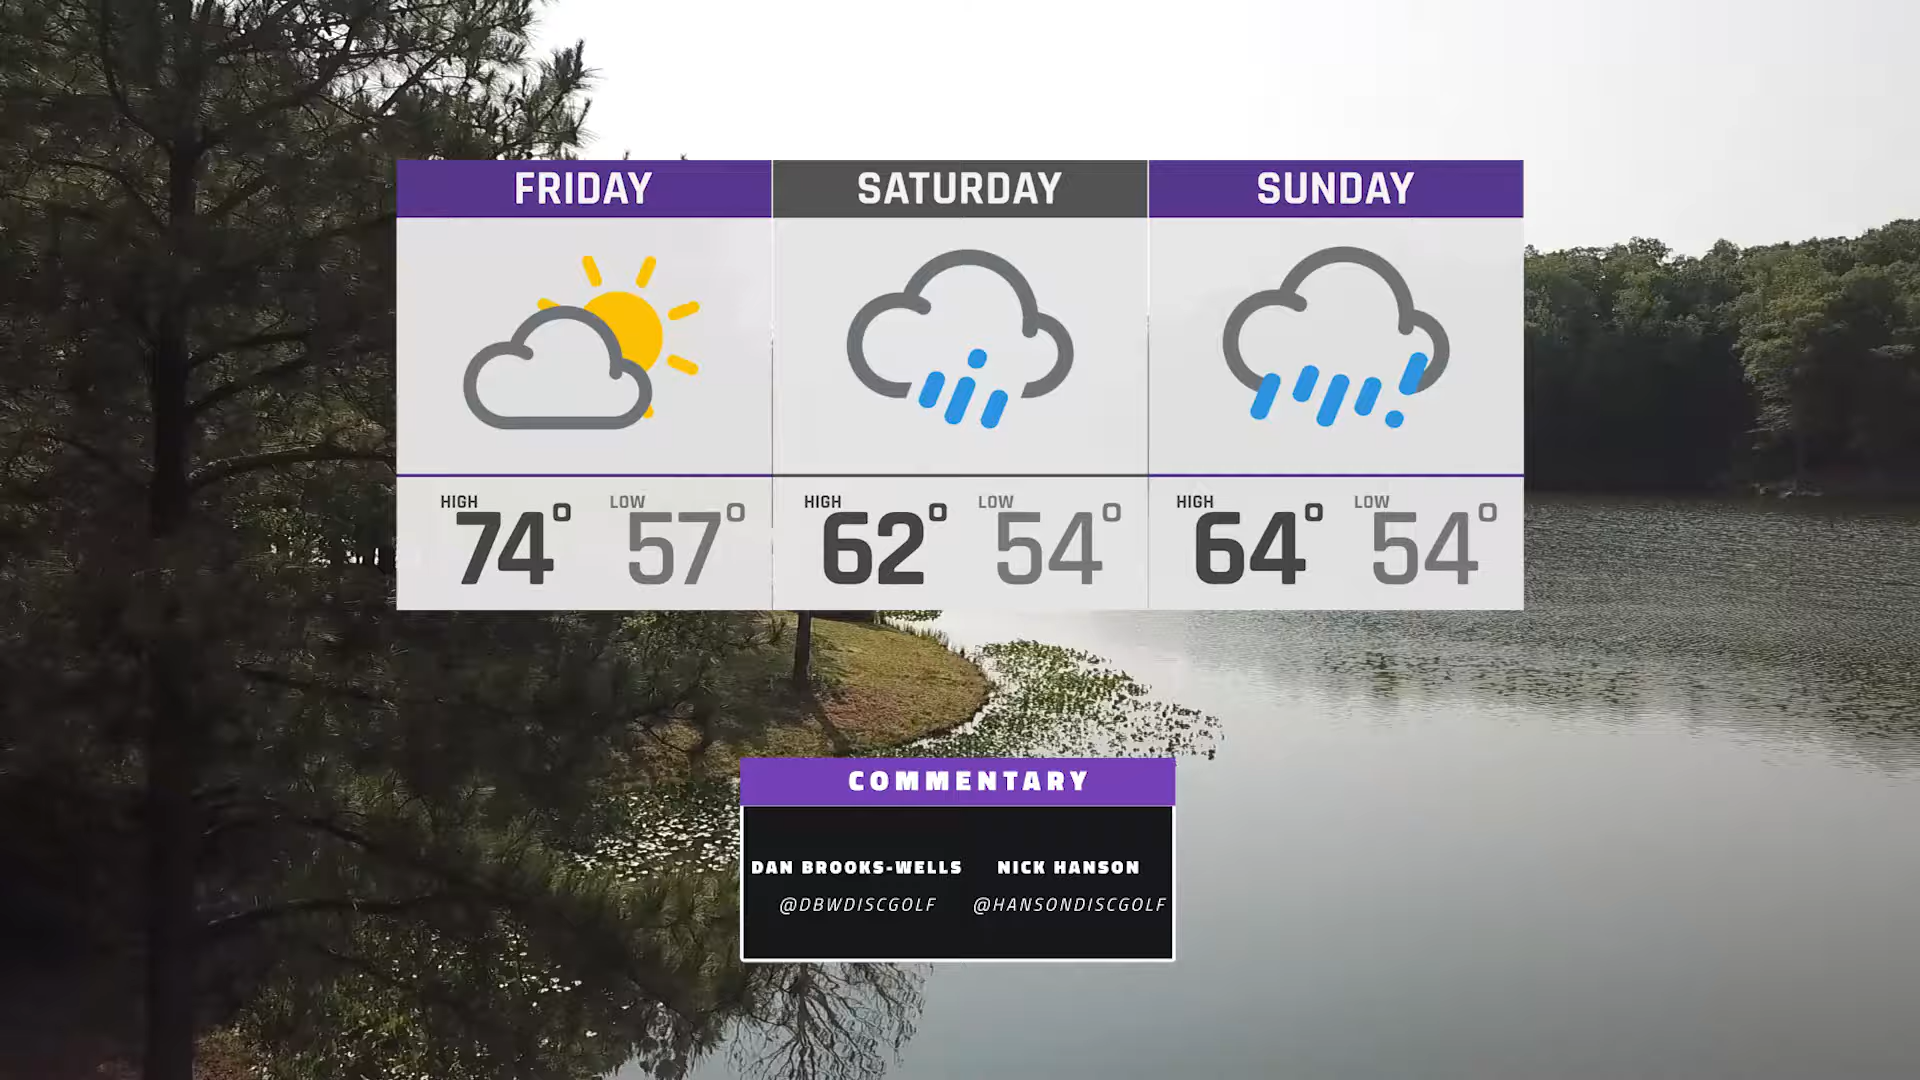 FRIDAY SATURDAY SUNDAY
HIGH 74° LOW 57° HIGH 62° LOW 54° HIGH 64° LOW 54°
COMMENTARY
DAN BROOKS-WELLS NICK HANSON
@DBWDISCGOLF @HANSONDISCGOLF